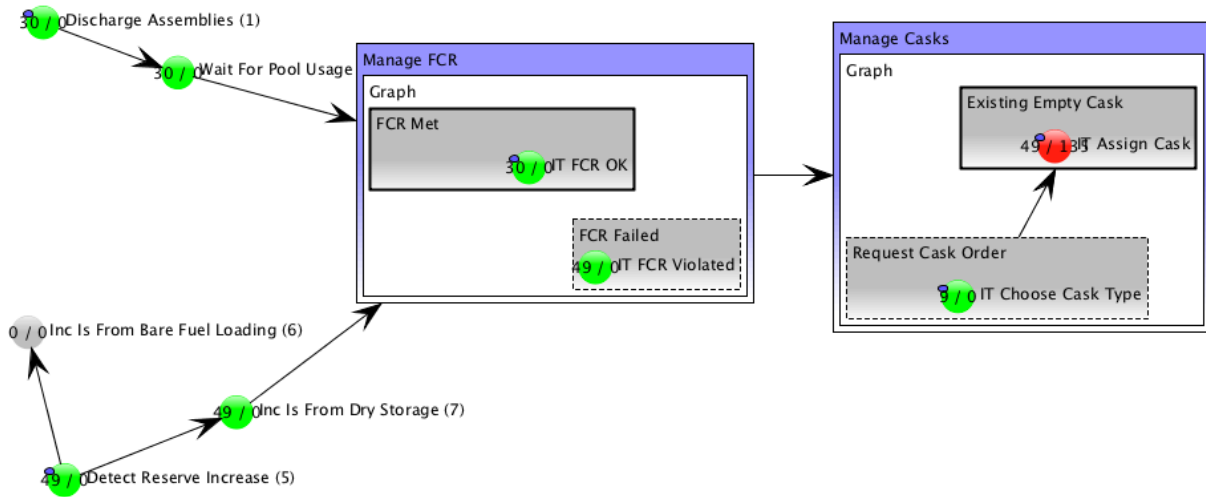 30 / 0 Discharge Assemblies (1)
30 / 0 Wait For Pool Usage
Manage FCR
Graph
FCR Met
30 / 0 IT FCR OK
FCR Failed
49 / 0 IT FCR Violated
Manage Casks
Graph
Existing Empty Cask
49 / 135 IT Assign Cask
Request Cask Order
9 / 0 IT Choose Cask Type
0 / 0 Inc Is From Bare Fuel Loading (6)
49 / 0 Inc Is From Dry Storage (7)
49 / 0 Detect Reserve Increase (5)